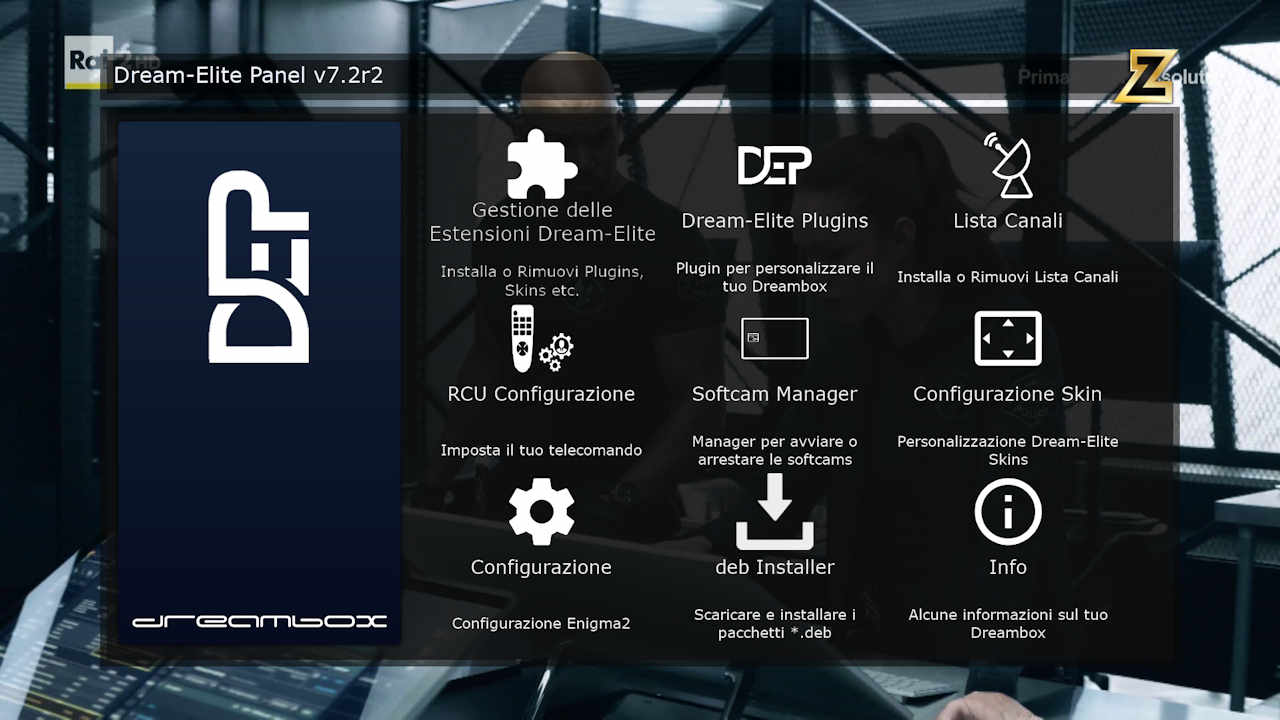 Rai 2 HD
Dream-Elite Panel v7.2r2
Prima
Z
solut
DEP
dreambox
Gestione delle
Estensioni Dream-Elite
Installa o Rimuovi Plugins,
Skins etc.
DEP
Dream-Elite Plugins
Plugin per personalizzare il
tuo Dreambox
Lista Canali
Installa o Rimuovi Lista Canali
RCU Configurazione
Imposta il tuo telecomando
Softcam Manager
Manager per avviare o
arrestare le softcams
Configurazione Skin
Personalizzazione Dream-Elite
Skins
Configurazione
Configurazione Enigma2
deb Installer
Scaricare e installare i
pacchetti *.deb
Info
Alcune informazioni sul tuo
Dreambox